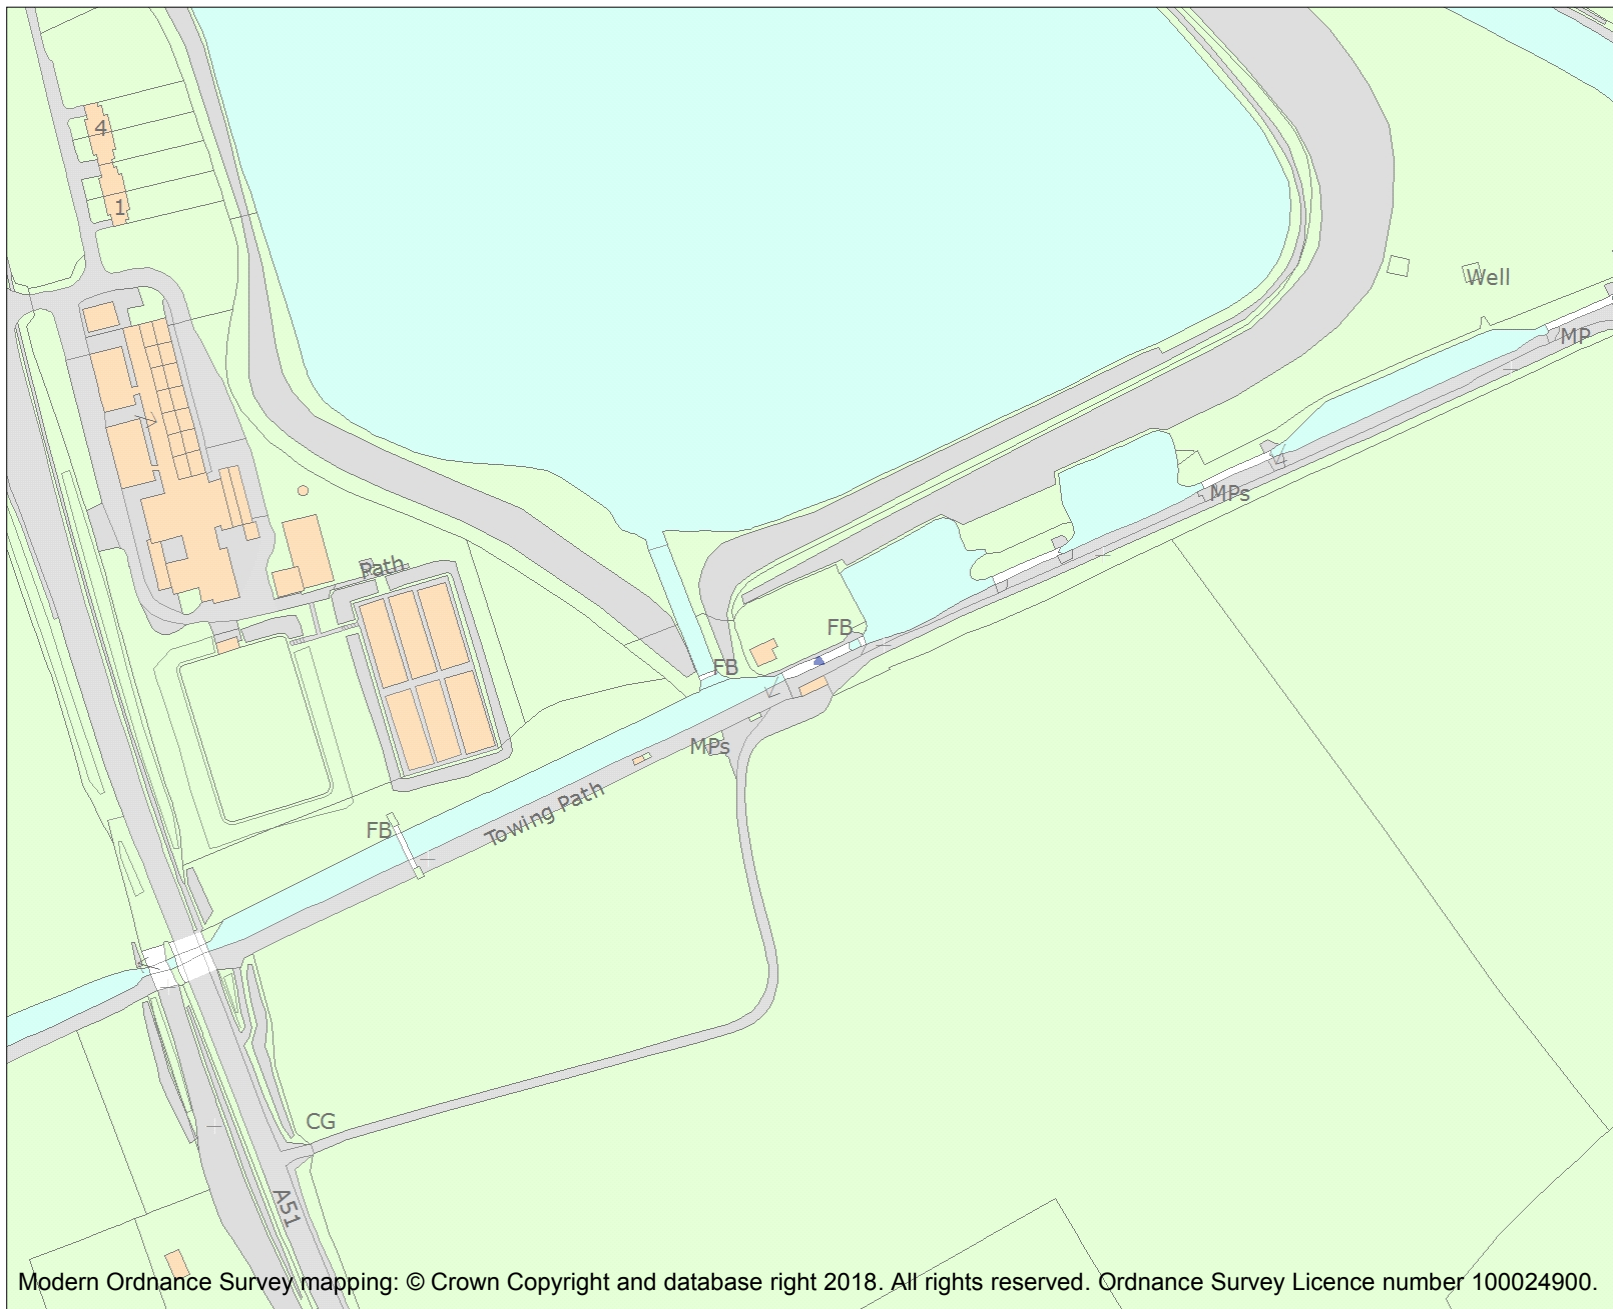 4
1
Well
MP
MPs
Path
FB
FB
MPs
Towing Path
FB
CG
A51
Modern Ordnance Survey mapping: © Crown Copyright and database right 2018. All rights reserved. Ordnance Survey Licence number 100024900.